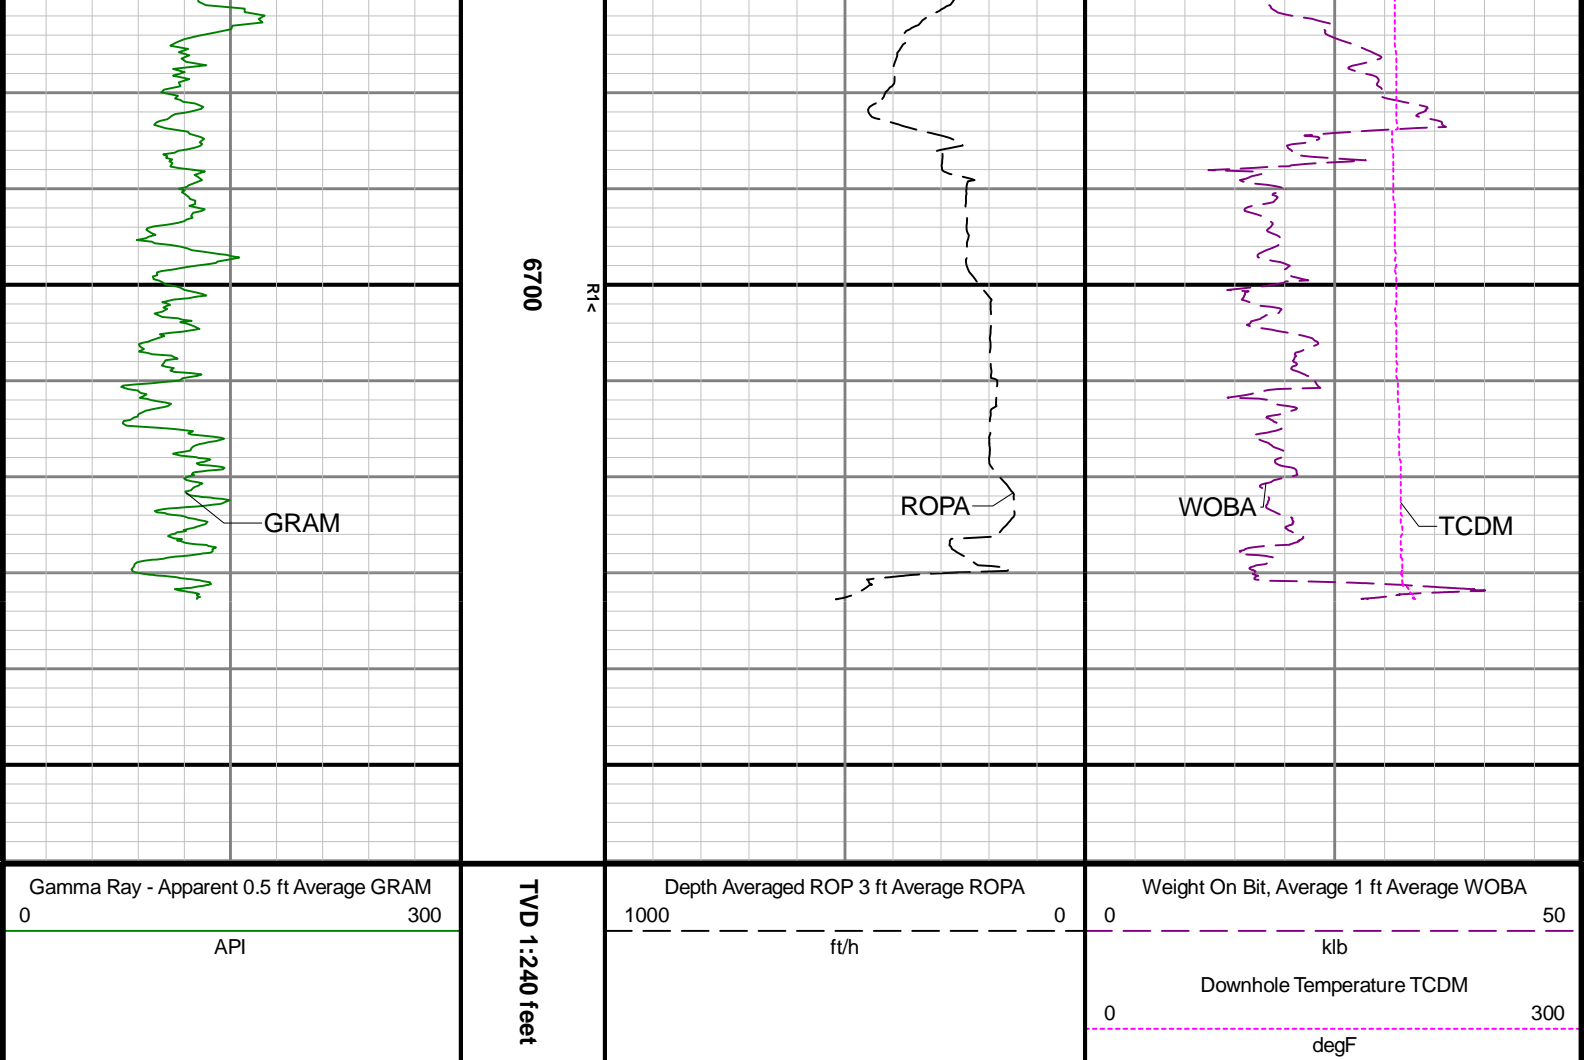 6700
R1<
GRAM
ROPA
WOBA
TCDM
Gamma Ray - Apparent 0.5 ft Average GRAM
0 300
API
TVD 1:240 feet
Depth Averaged ROP 3 ft Average ROPA
1000 0
ft/h
Weight On Bit, Average 1 ft Average WOBA
0 50
klb
Downhole Temperature TCDM
0 300
degF